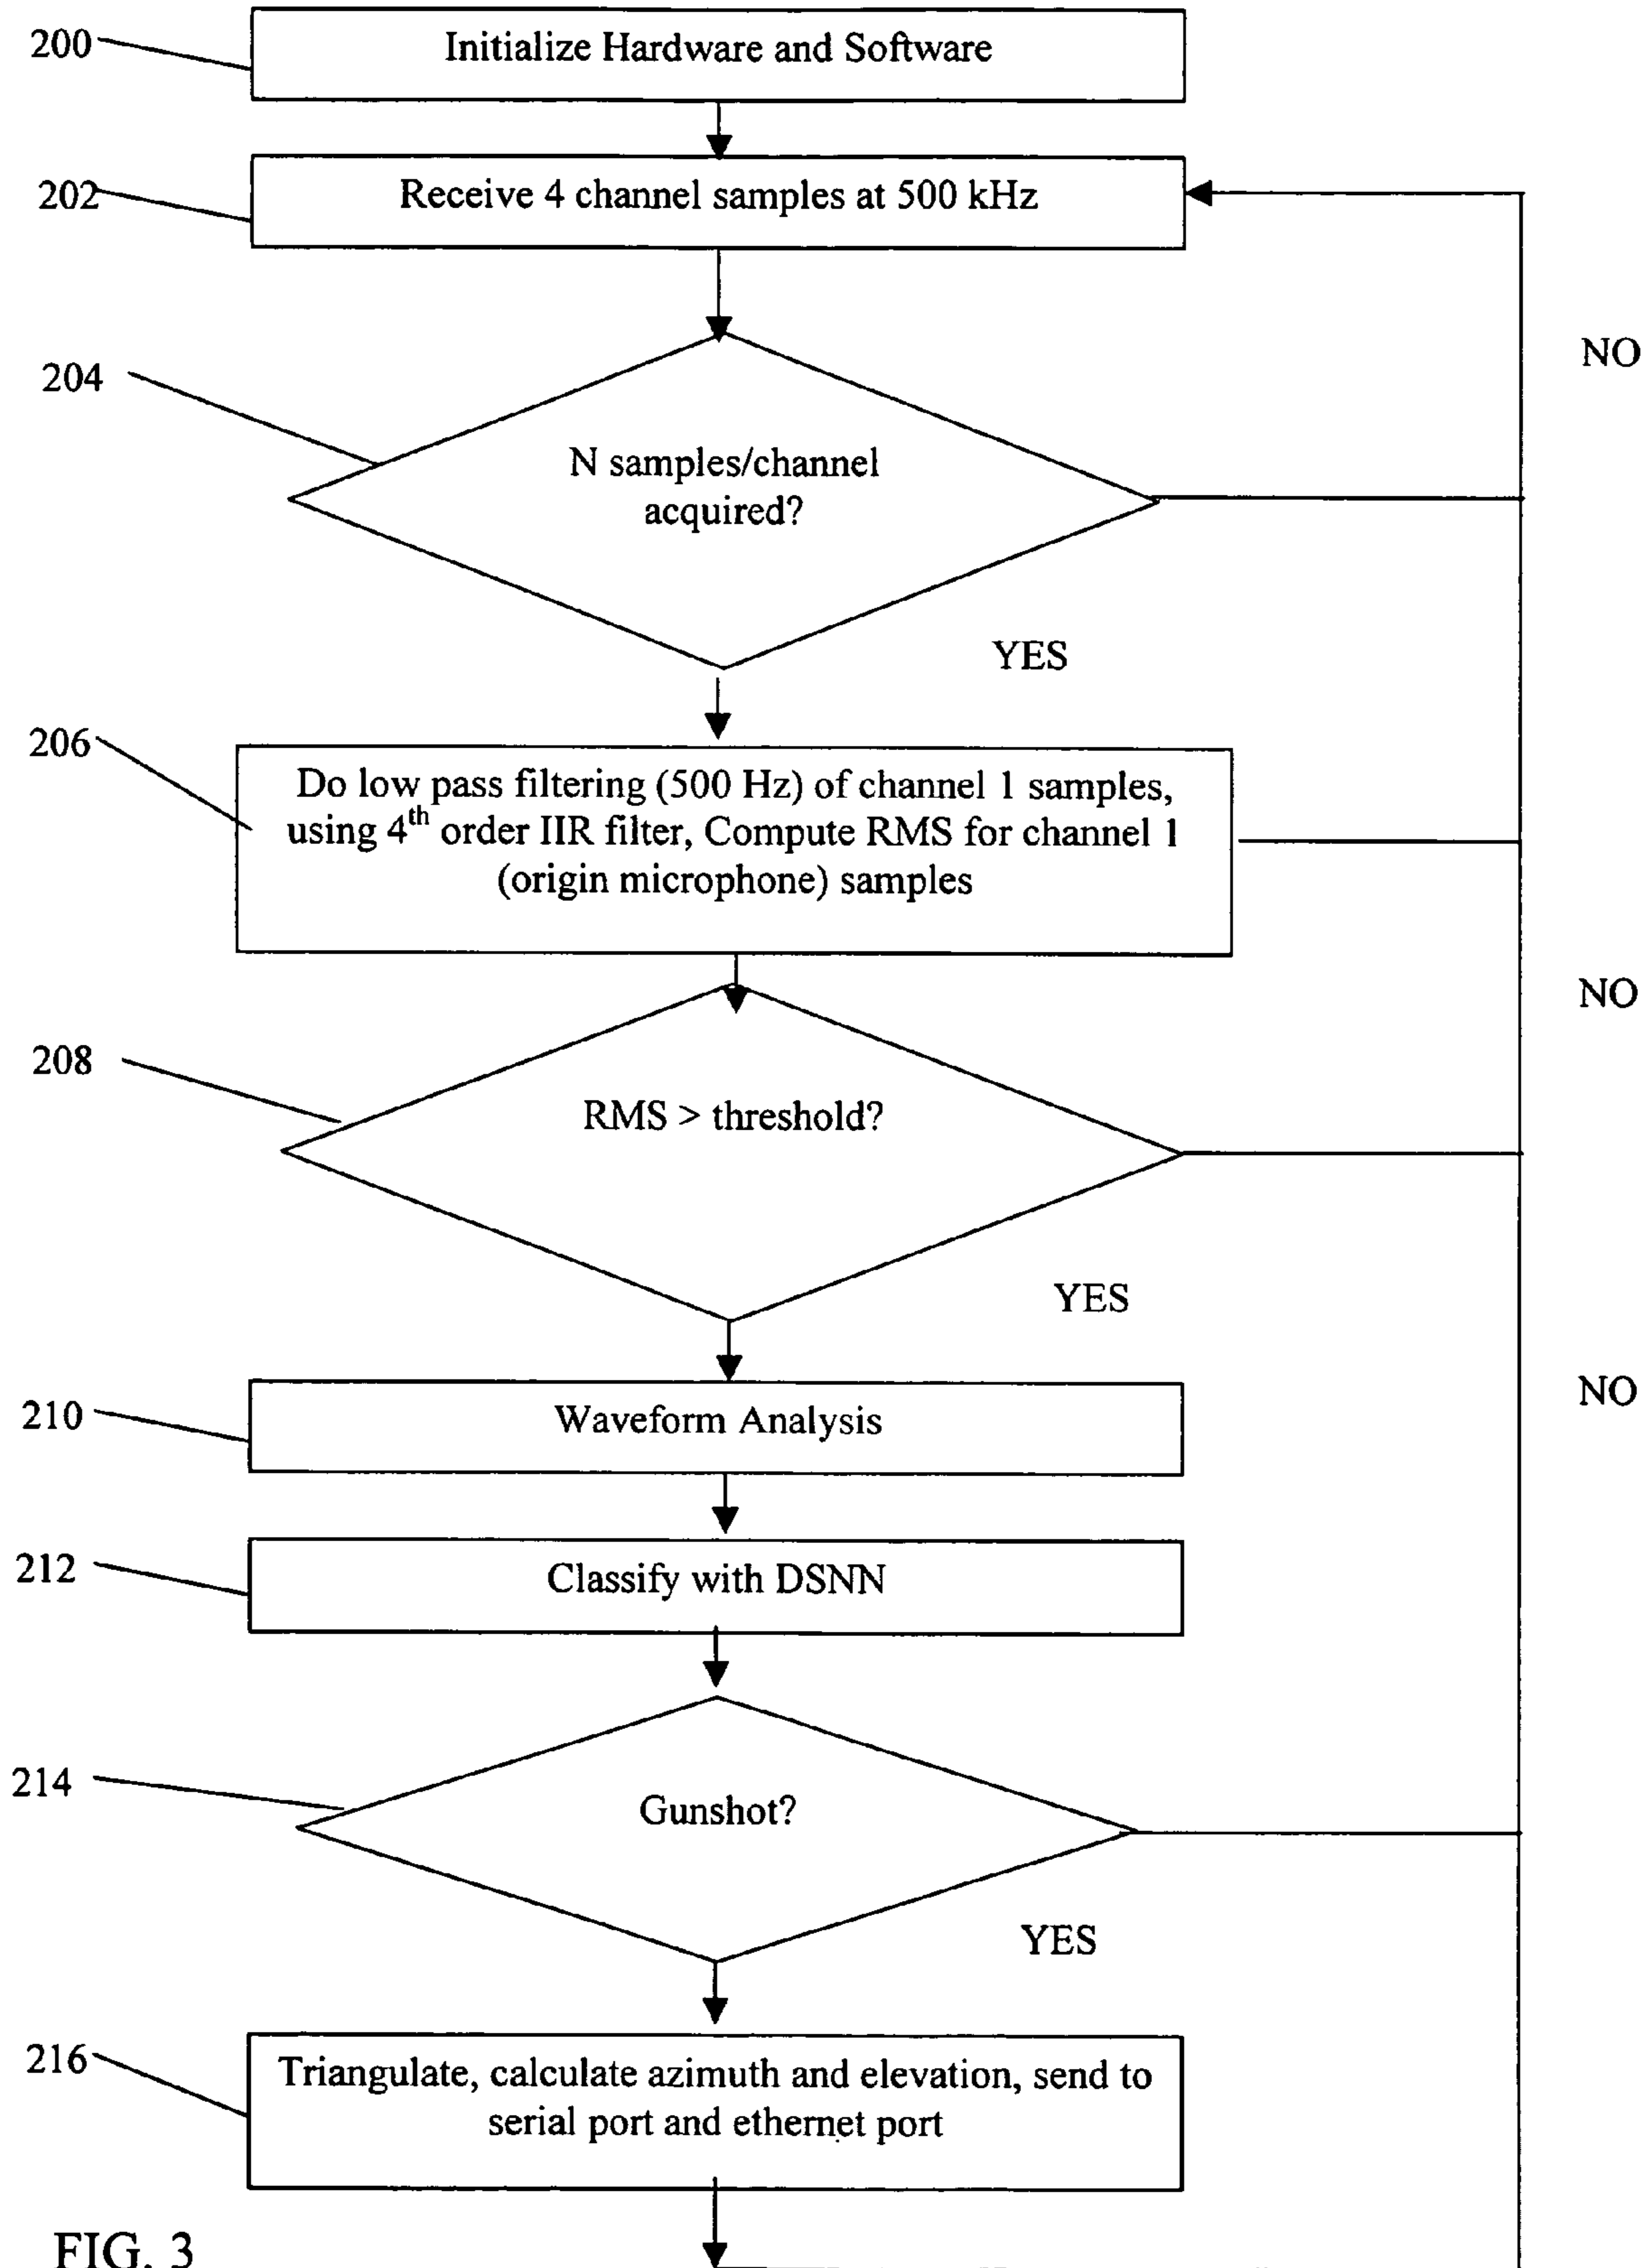 200
Initialize Hardware and Software
202
Receive 4 channel samples at 500 kHz
NO
204
N samples/channel
acquired?
YES
206
Do low pass filtering (500 Hz) of channel 1 samples,
using 4th order IIR filter, Compute RMS for channel 1
(origin microphone) samples
NO
208
RMS > threshold?
YES
NO
210
Waveform Analysis
212
Classify with DSNN
214
Gunshot?
YES
216
Triangulate, calculate azimuth and elevation, send to
serial port and ethernet port
FIG. 3